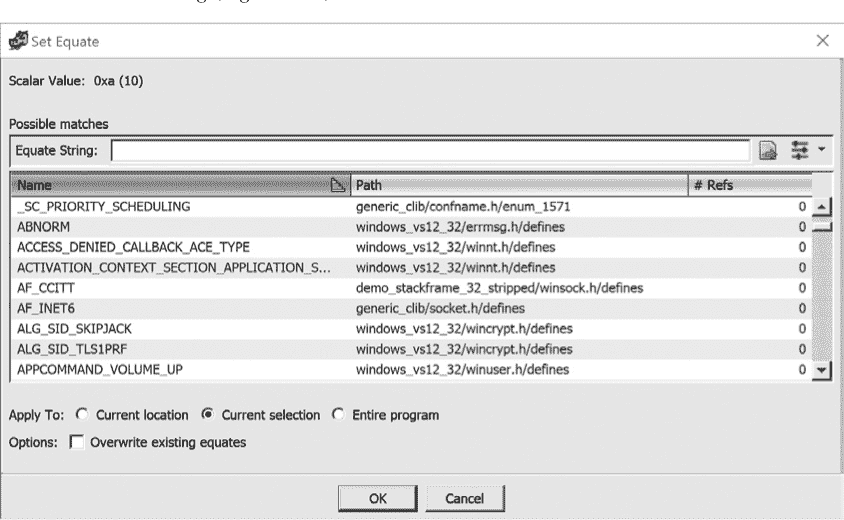 Set Equate
Scalar Value: 0xa (10)
Possible matches
Equate String:
Name Path # Refs
_SC_PRIORITY_SCHEDULING generic_clib/confname.h/enum_1571 0
ABNORM windows_vs12_32/errmsg.h/defines 0
ACCESS_DENIED_CALLBACK_ACE_TYPE windows_vs12_32/winnt.h/defines 0
ACTIVATION_CONTEXT_SECTION_APPLICATION_S... windows_vs12_32/winnt.h/defines 0
AF_CCITT demo_stackframe_32_stripped/winsock.h/defines 0
AF_INET6 generic_clib/socket.h/defines 0
ALG_SID_SKIPJACK windows_vs12_32/wincrypt.h/defines 0
ALG_SID_TLS1PRF windows_vs12_32/wincrypt.h/defines 0
APPCOMMAND_VOLUME_UP windows_vs12_32/winuser.h/defines 0
Apply To: Current location Current selection Entire program
Options: Overwrite existing equates
OK Cancel